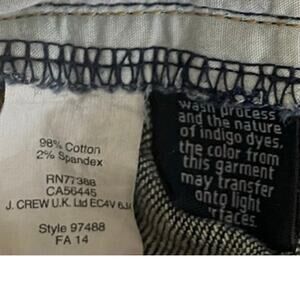 98% Cotton
2% Spandex
RN77388
CA56445
J. CREW U.K. Ltd EC4V
Style 97488
FA 14
wash process
and the nature
of indigo dyes,
the color from
this garment
may transfer
onto light